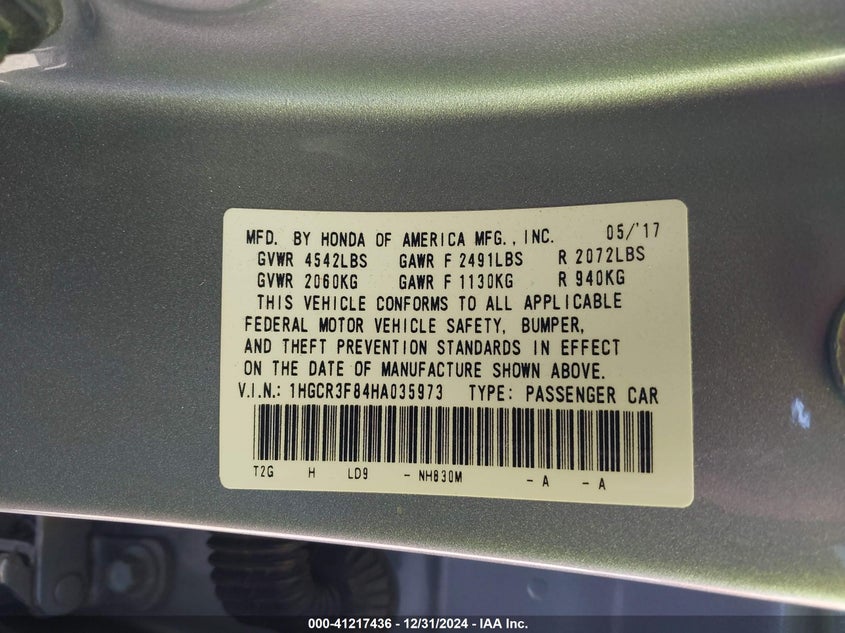 MFD. BY HONDA OF AMERICA MFG., INC. 05/'17
GVWR 4542LBS GAWR F 2491LBS R 2072LBS
GVWR 2060KG GAWR F 1130KG R 940KG
THIS VEHICLE CONFORMS TO ALL APPLICABLE
FEDERAL MOTOR VEHICLE SAFETY, BUMPER,
AND THEFT PREVENTION STANDARDS IN EFFECT
ON THE DATE OF MANUFACTURE SHOWN ABOVE.
V.I.N.: 1HGCR3F84HA035973 TYPE: PASSENGER CAR
T2G H LD9 - NH830M - A - A
000-41217436 - 12/31/2024 - IAA Inc.